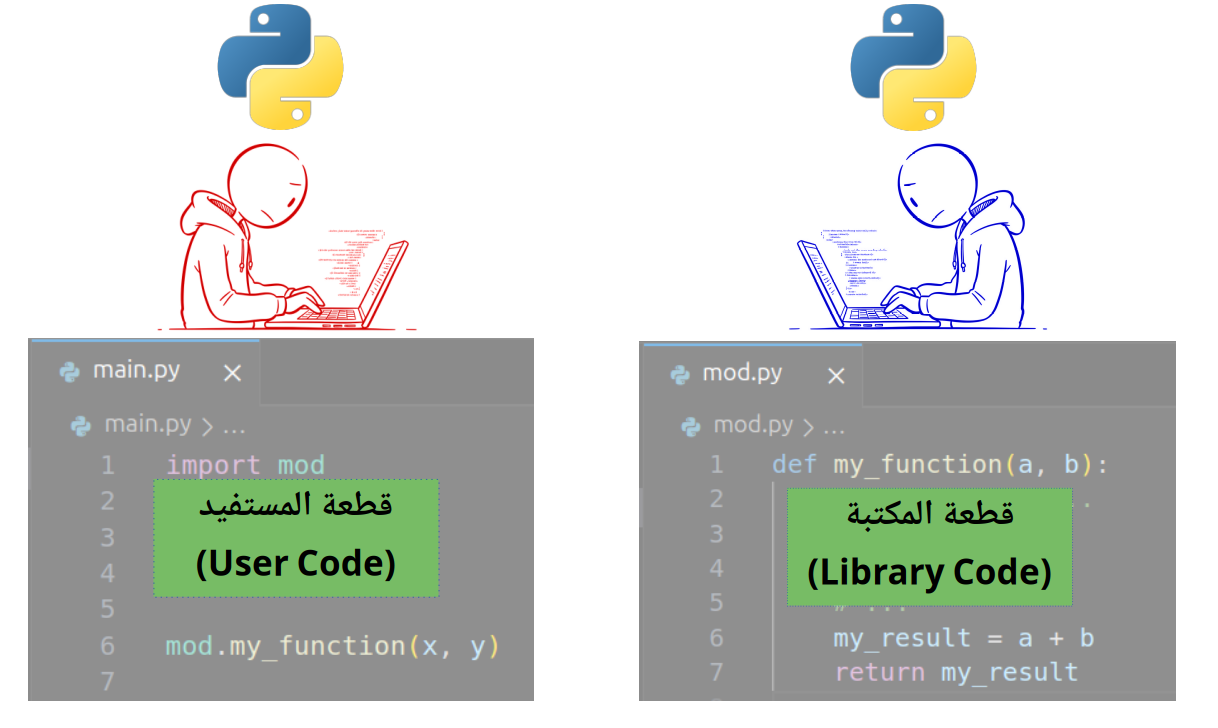 main.py ×
main.py > ...
1 import mod
2
3
4
5
6 mod.my_function(x, y)
7
قطعة المستفيد
(User Code)
mod.py ×
mod.py > ...
1 def my_function(a, b):
2
3
4
5 # ...
6 my_result = a + b
7 return my_result
قطعة المكتبة
(Library Code)